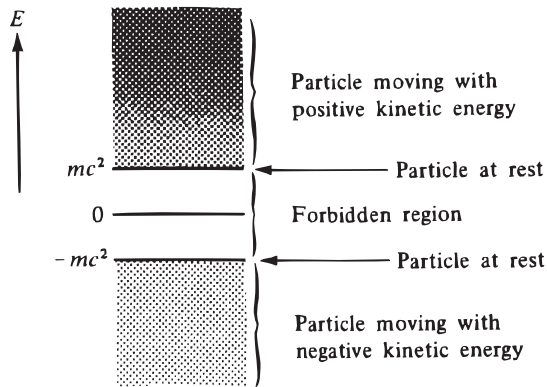 E
Particle moving with
positive kinetic energy
mc²
Particle at rest
0
Forbidden region
- mc²
Particle at rest
Particle moving with
negative kinetic energy